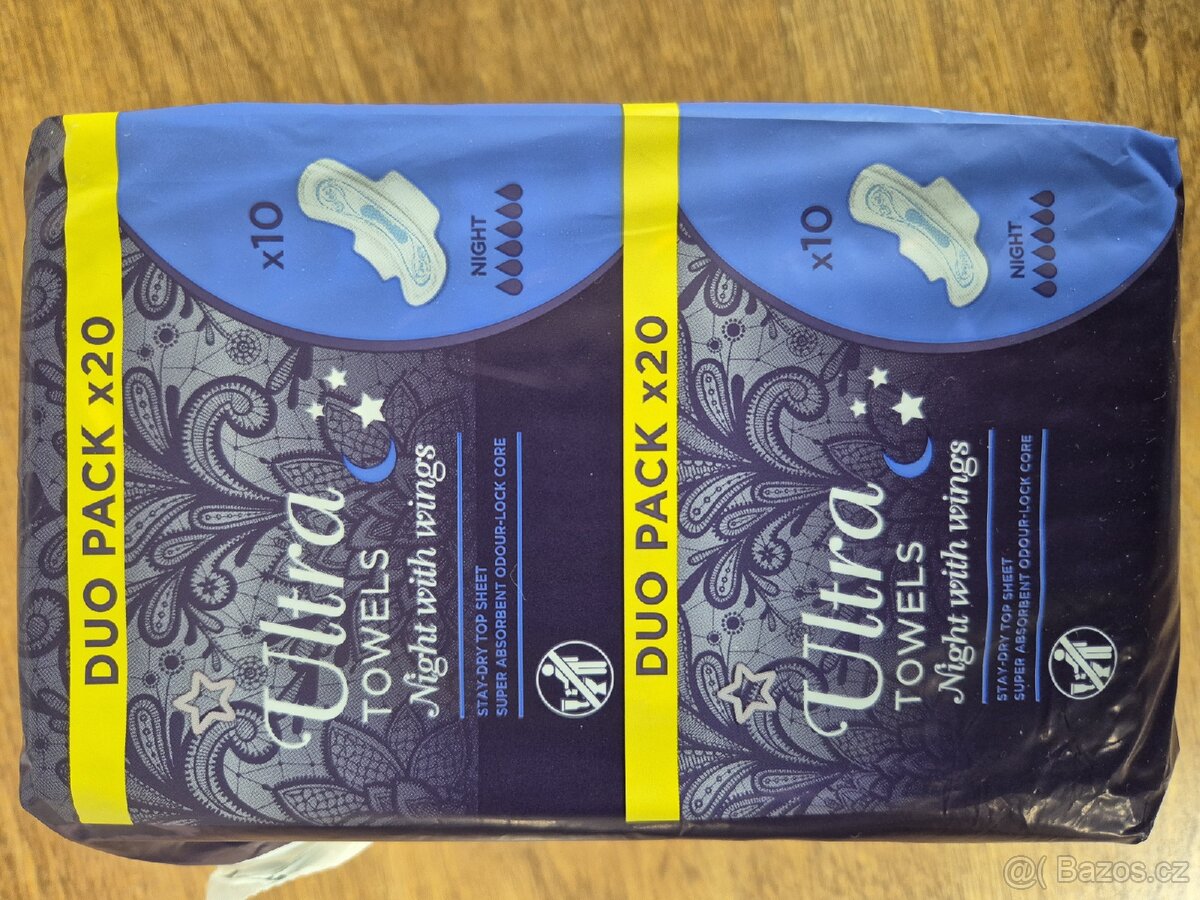 DUO PACK x20
x10
NIGHT
Ultra
TOWELS
Night with wings
STAY-DRY TOP SHEET
SUPER ABSORBENT ODOUR-LOCK CORE
DUO PACK x20
x10
NIGHT
Ultra
TOWELS
Night with wings
STAY-DRY TOP SHEET
SUPER ABSORBENT ODOUR-LOCK CORE
@( Bazos.cz